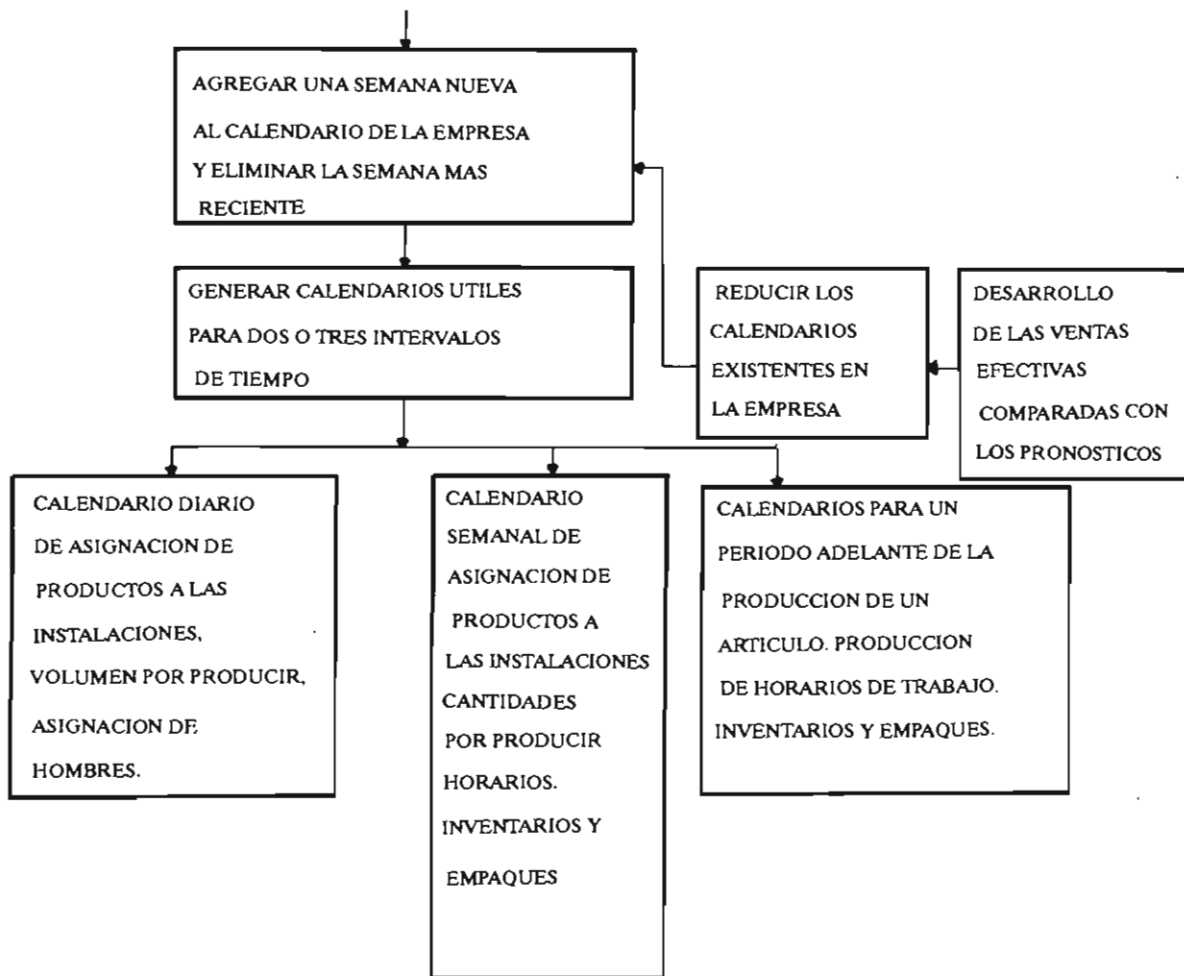 AGREGAR UNA SEMANA NUEVA
AL CALENDARIO DE LA EMPRESA
Y ELIMINAR LA SEMANA MAS
RECIENTE
GENERAR CALENDARIOS UTILES
PARA DOS O TRES INTERVALOS
DE TIEMPO
REDUCIR LOS
CALENDARIOS
EXISTENTES EN
LA EMPRESA
DESARROLLO
DE LAS VENTAS
EFECTIVAS
COMPARADAS CON
LOS PRONOSTICOS
CALENDARIO DIARIO
DE ASIGNACION DE
PRODUCTOS A LAS
INSTALACIONES,
VOLUMEN POR PRODUCIR,
ASIGNACION DE
HOMBRES.
CALENDARIO
SEMANAL DE
ASIGNACION DE
PRODUCTOS A
LAS INSTALACIONES
CANTIDADES
POR PRODUCIR
HORARIOS.
INVENTARIOS Y
EMPAQUES
CALENDARIOS PARA UN
PERIODO ADELANTE DE LA
PRODUCCION DE UN
ARTICULO. PRODUCCION
DE HORARIOS DE TRABAJO.
INVENTARIOS Y EMPAQUES.